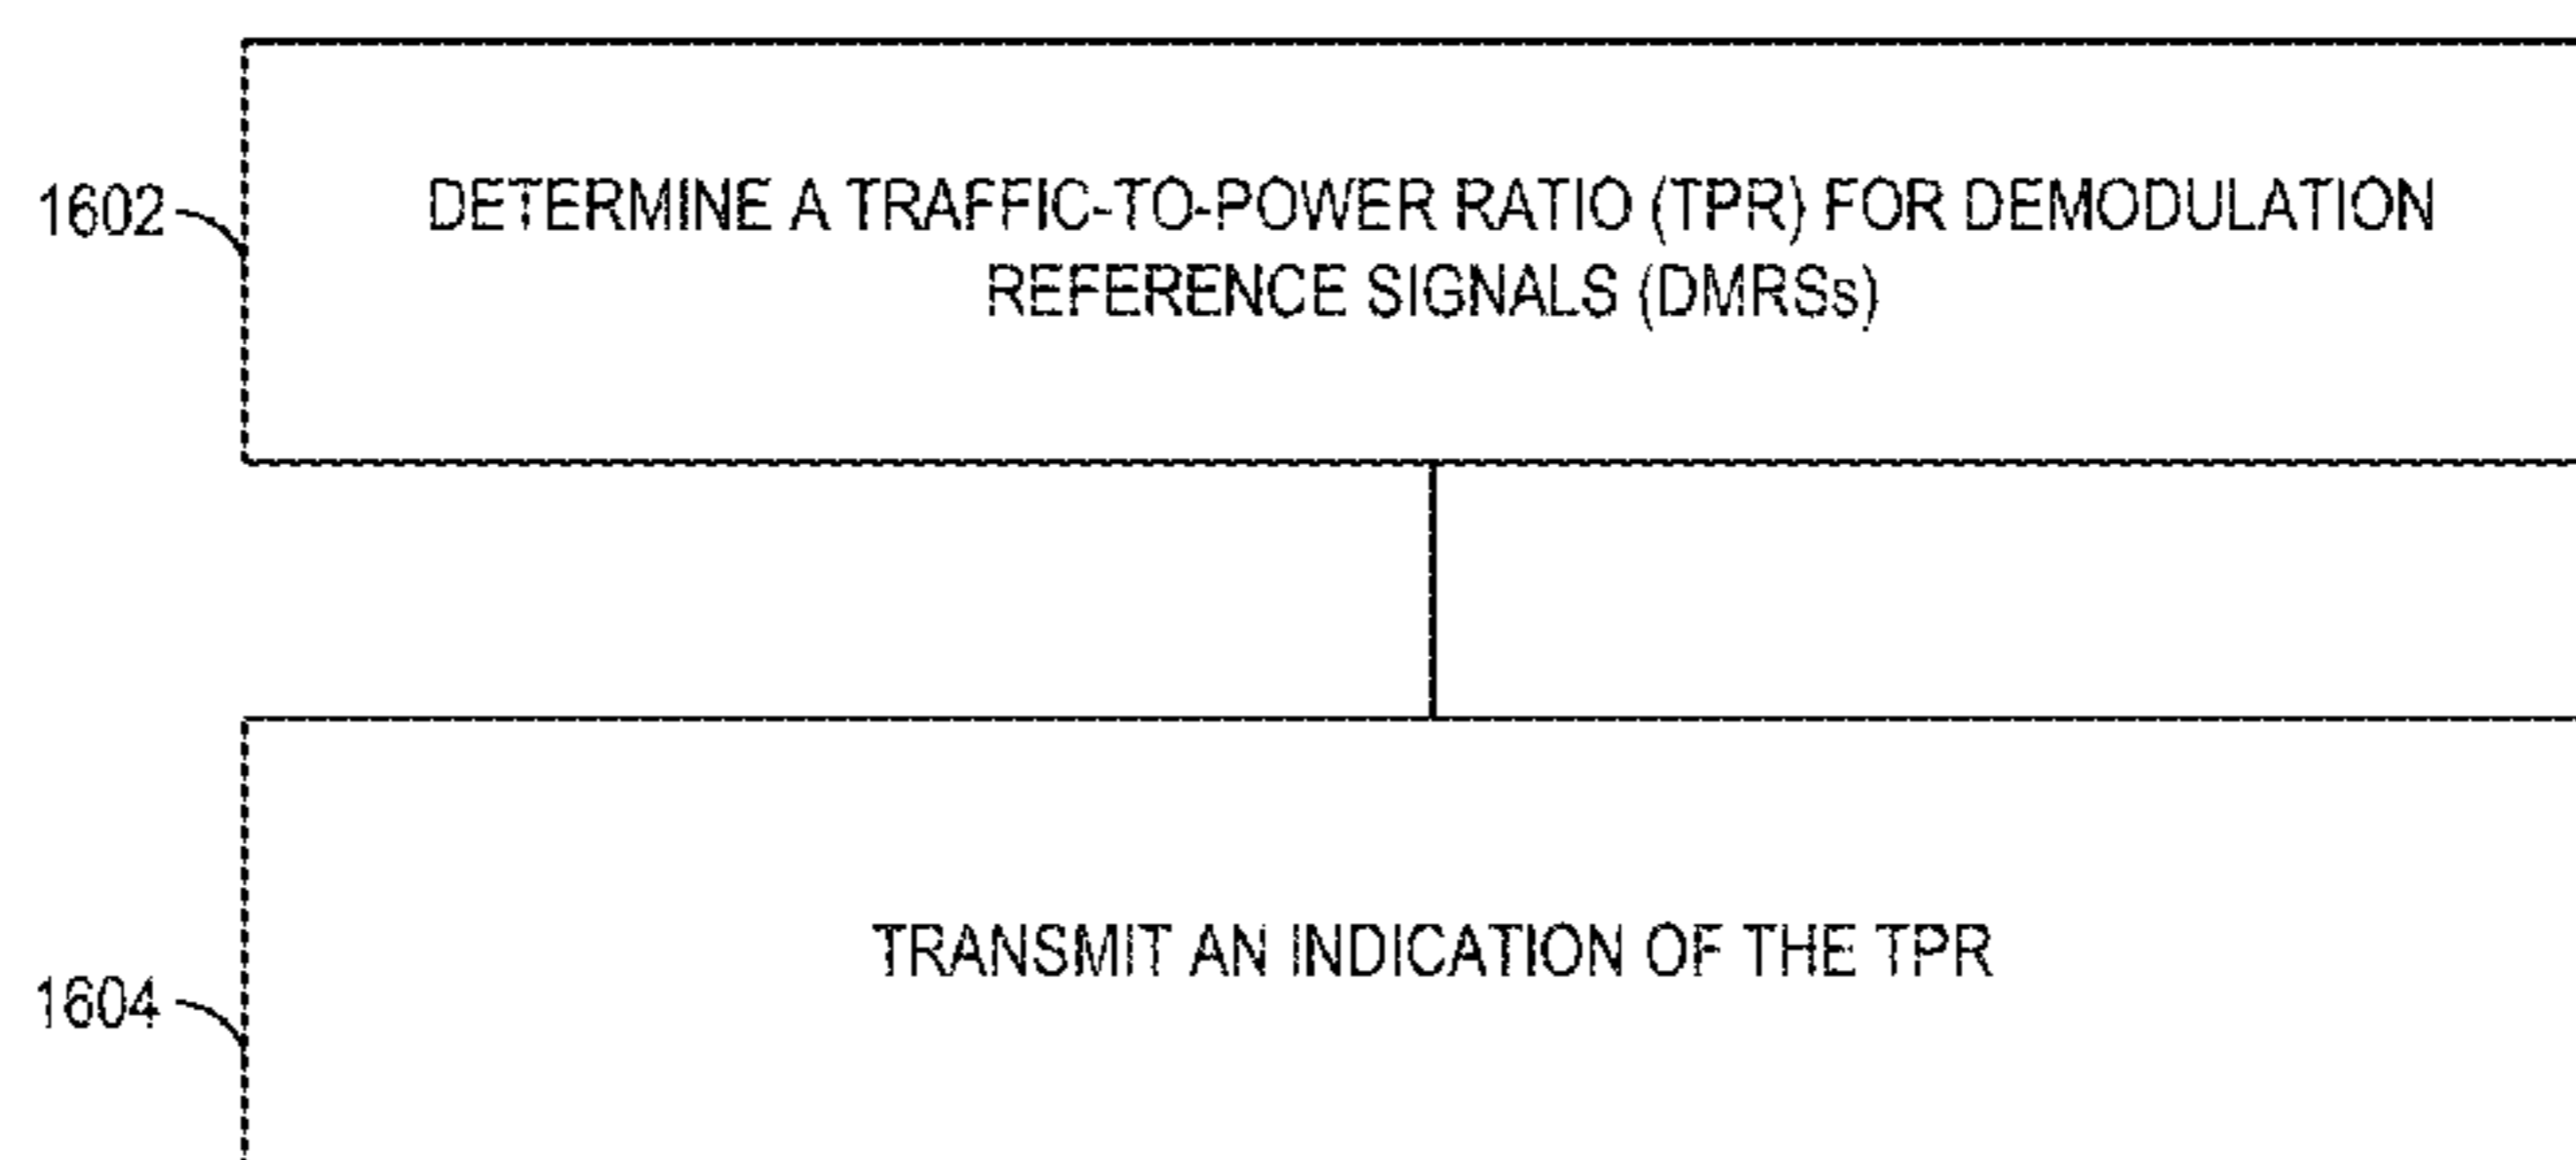 1602
DETERMINE A TRAFFIC-TO-POWER RATIO (TPR) FOR DEMODULATION
REFERENCE SIGNALS (DMRSs)
TRANSMIT AN INDICATION OF THE TPR
1604